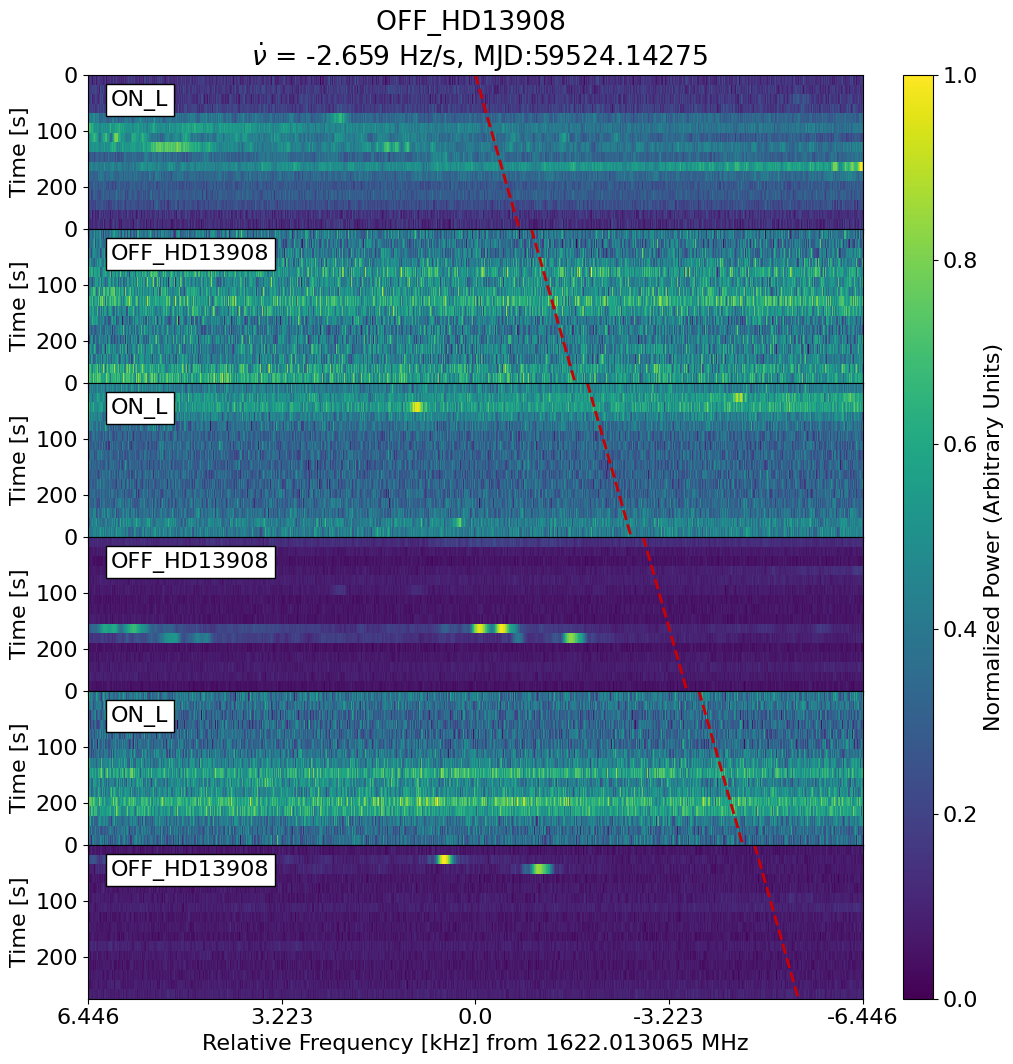 OFF_HD13908
ν̇ = -2.659 Hz/s, MJD:59524.14275
0
100
200
Time [s]
ON_L
0
100
200
Time [s]
OFF_HD13908
0
100
200
Time [s]
ON_L
0
100
200
Time [s]
OFF_HD13908
0
100
200
Time [s]
ON_L
0
100
200
Time [s]
OFF_HD13908
6.446 3.223 0.0 -3.223 -6.446
Relative Frequency [kHz] from 1622.013065 MHz
1.0
0.8
0.6
0.4
0.2
0.0
Normalized Power (Arbitrary Units)